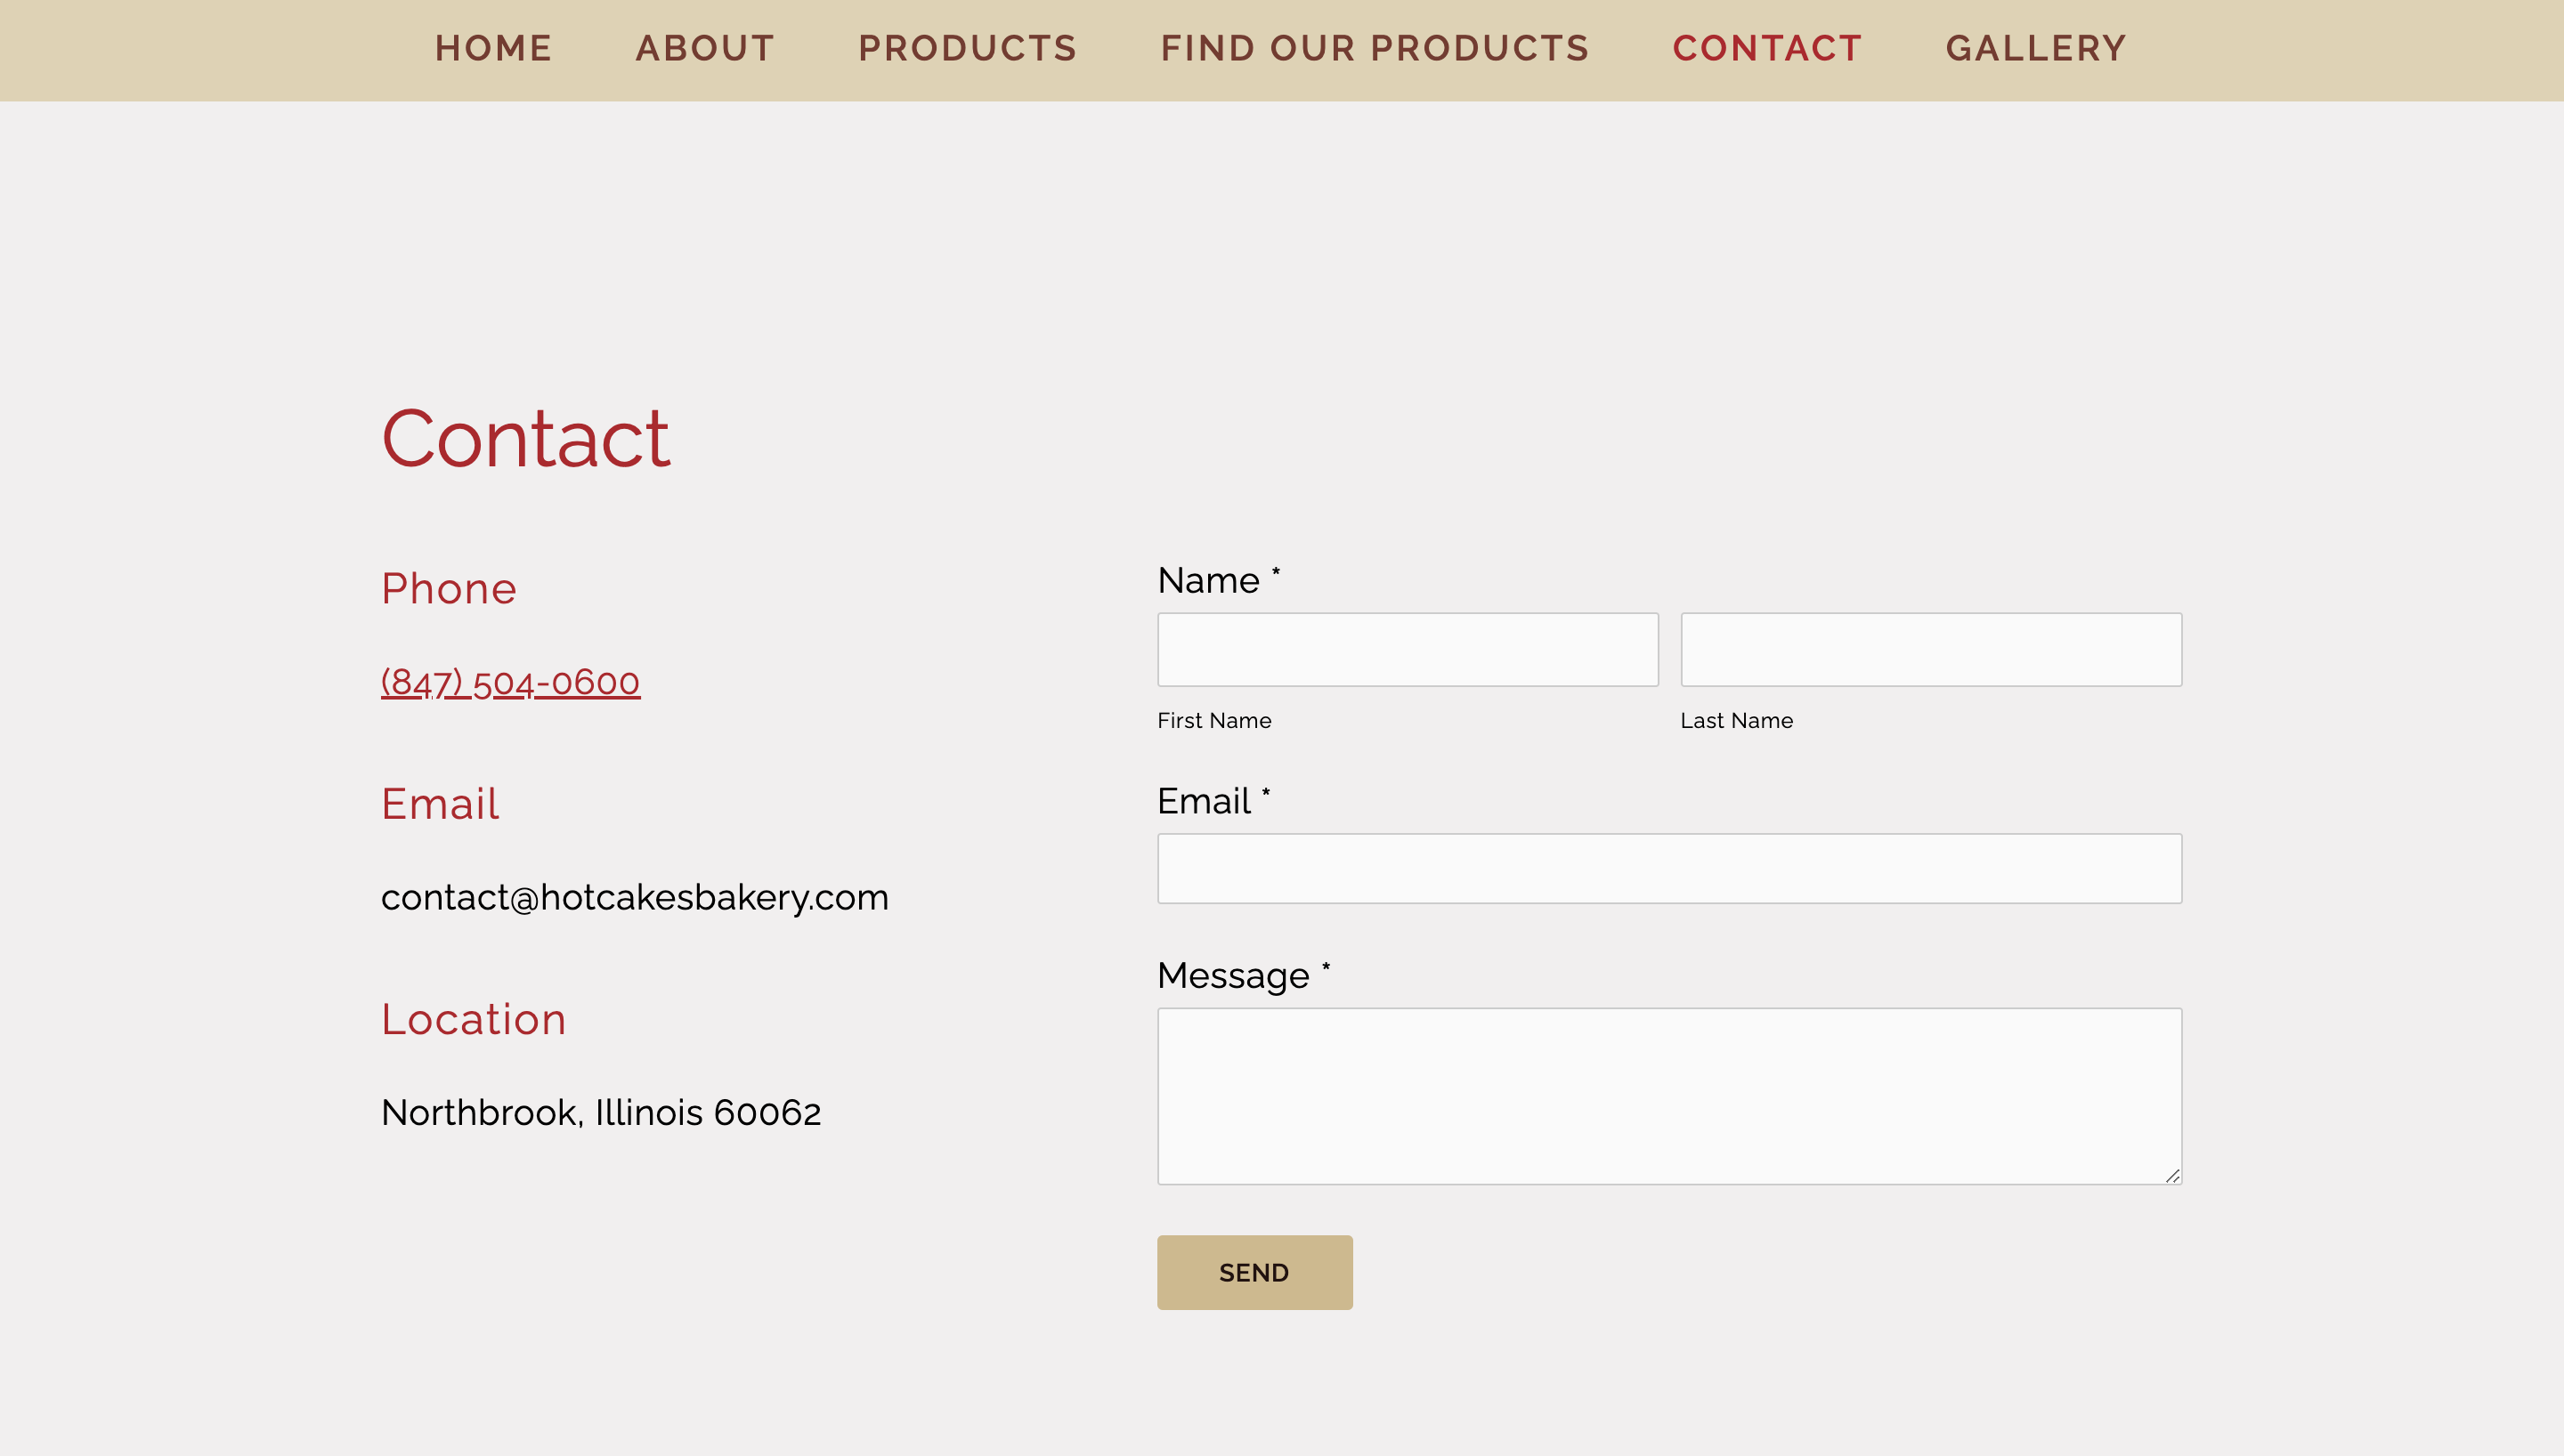 HOME ABOUT PRODUCTS FIND OUR PRODUCTS CONTACT GALLERY
Contact
Phone
(847) 504-0600
Email
contact@hotcakesbakery.com
Location
Northbrook, Illinois 60062
Name *
First Name Last Name
Email *
Message *
SEND